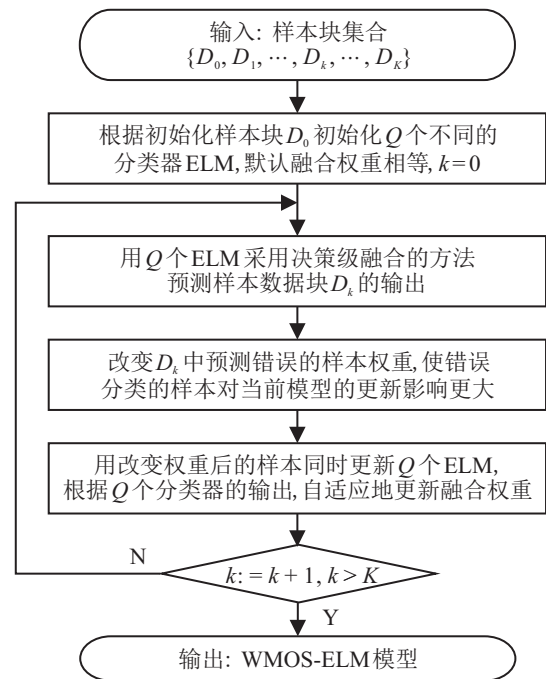 输入: 样本块集合
{D₀, D₁, ⋯, Dₖ, ⋯, D_K}
根据初始化样本块D₀初始化Q个不同的
分类器ELM,默认融合权重相等,k=0
用Q个ELM采用决策级融合的方法
预测样本数据块Dₖ的输出
改变Dₖ中预测错误的样本权重,使错误
分类的样本对当前模型的更新影响更大
用改变权重后的样本同时更新Q个ELM,
根据Q个分类器的输出,自适应地更新融合权重
N
k: = k + 1, k > K
Y
输出: WMOS-ELM模型